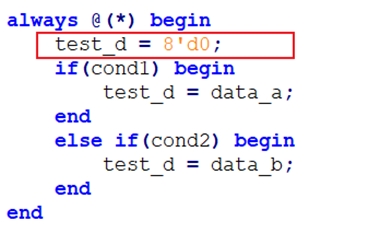 always @(*) begin
    test_d = 8'd0;
    if(cond1) begin
        test_d = data_a;
    end
    else if(cond2) begin
        test_d = data_b;
    end
end